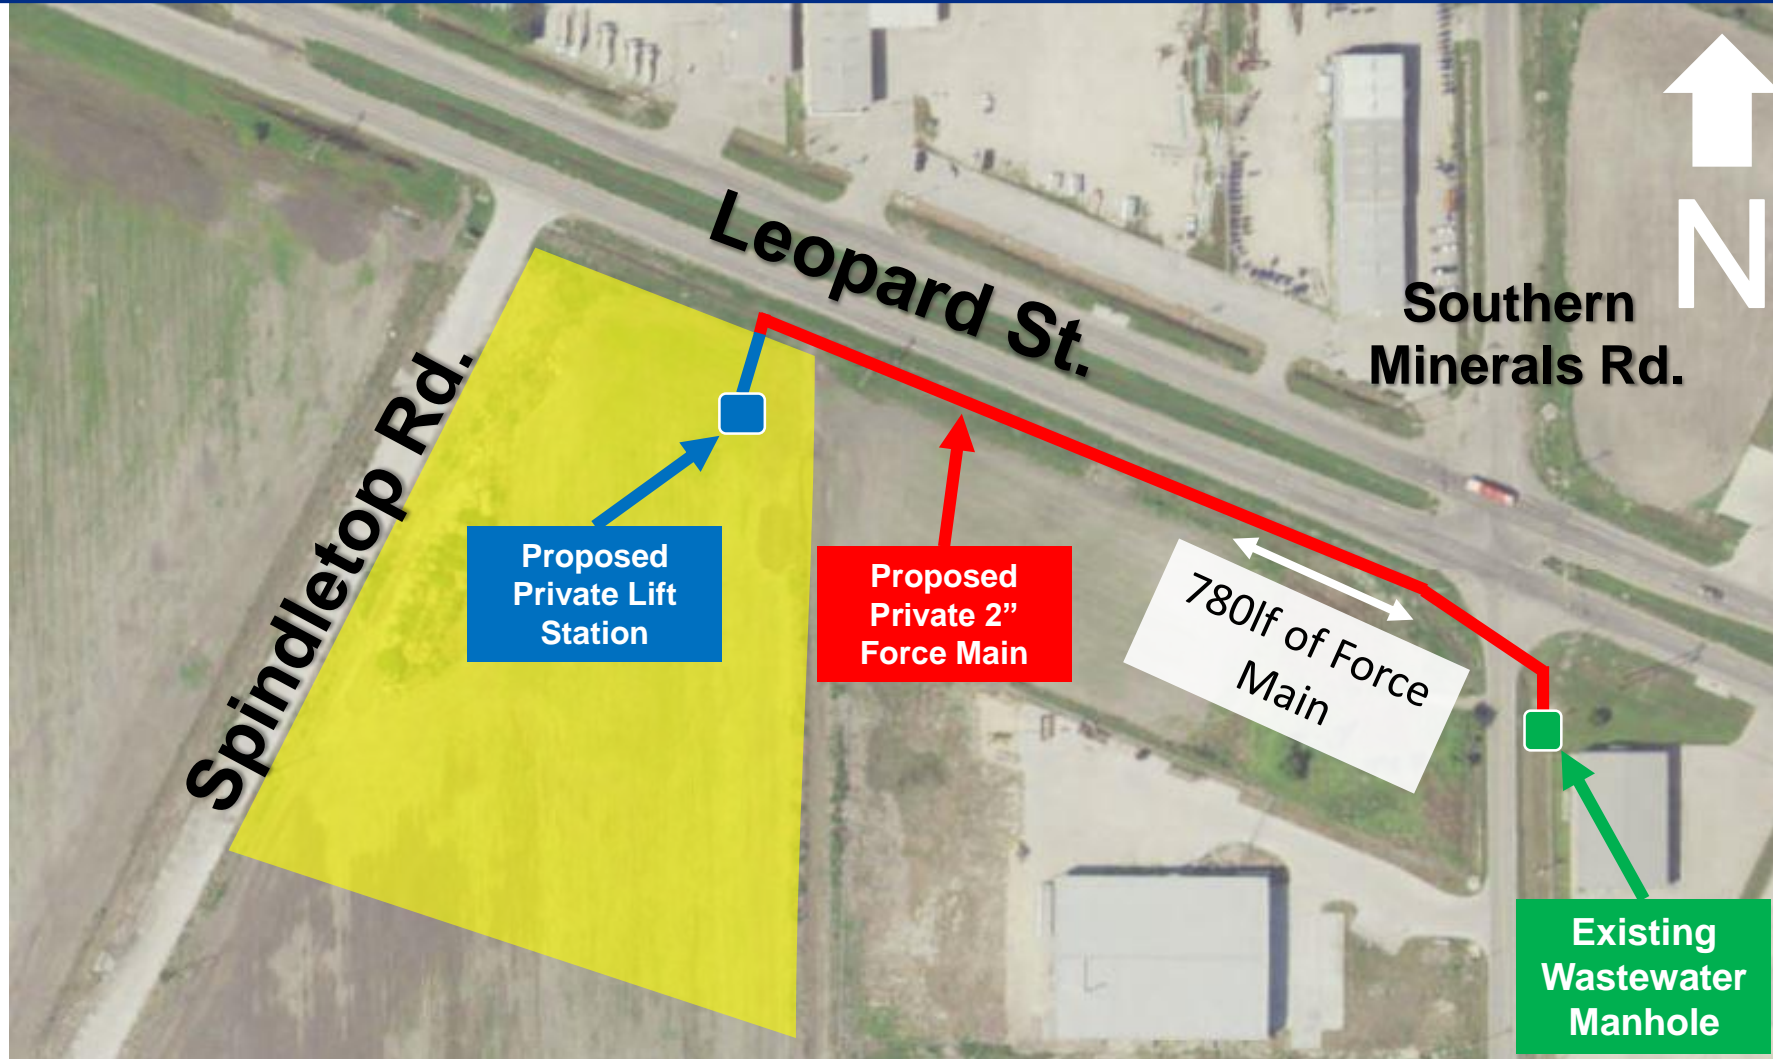 N
Leopard St.
Southern
Minerals Rd.
Spindletop Rd.
Proposed
Private Lift
Station
Proposed
Private 2”
Force Main
780lf of Force
Main
Existing
Wastewater
Manhole